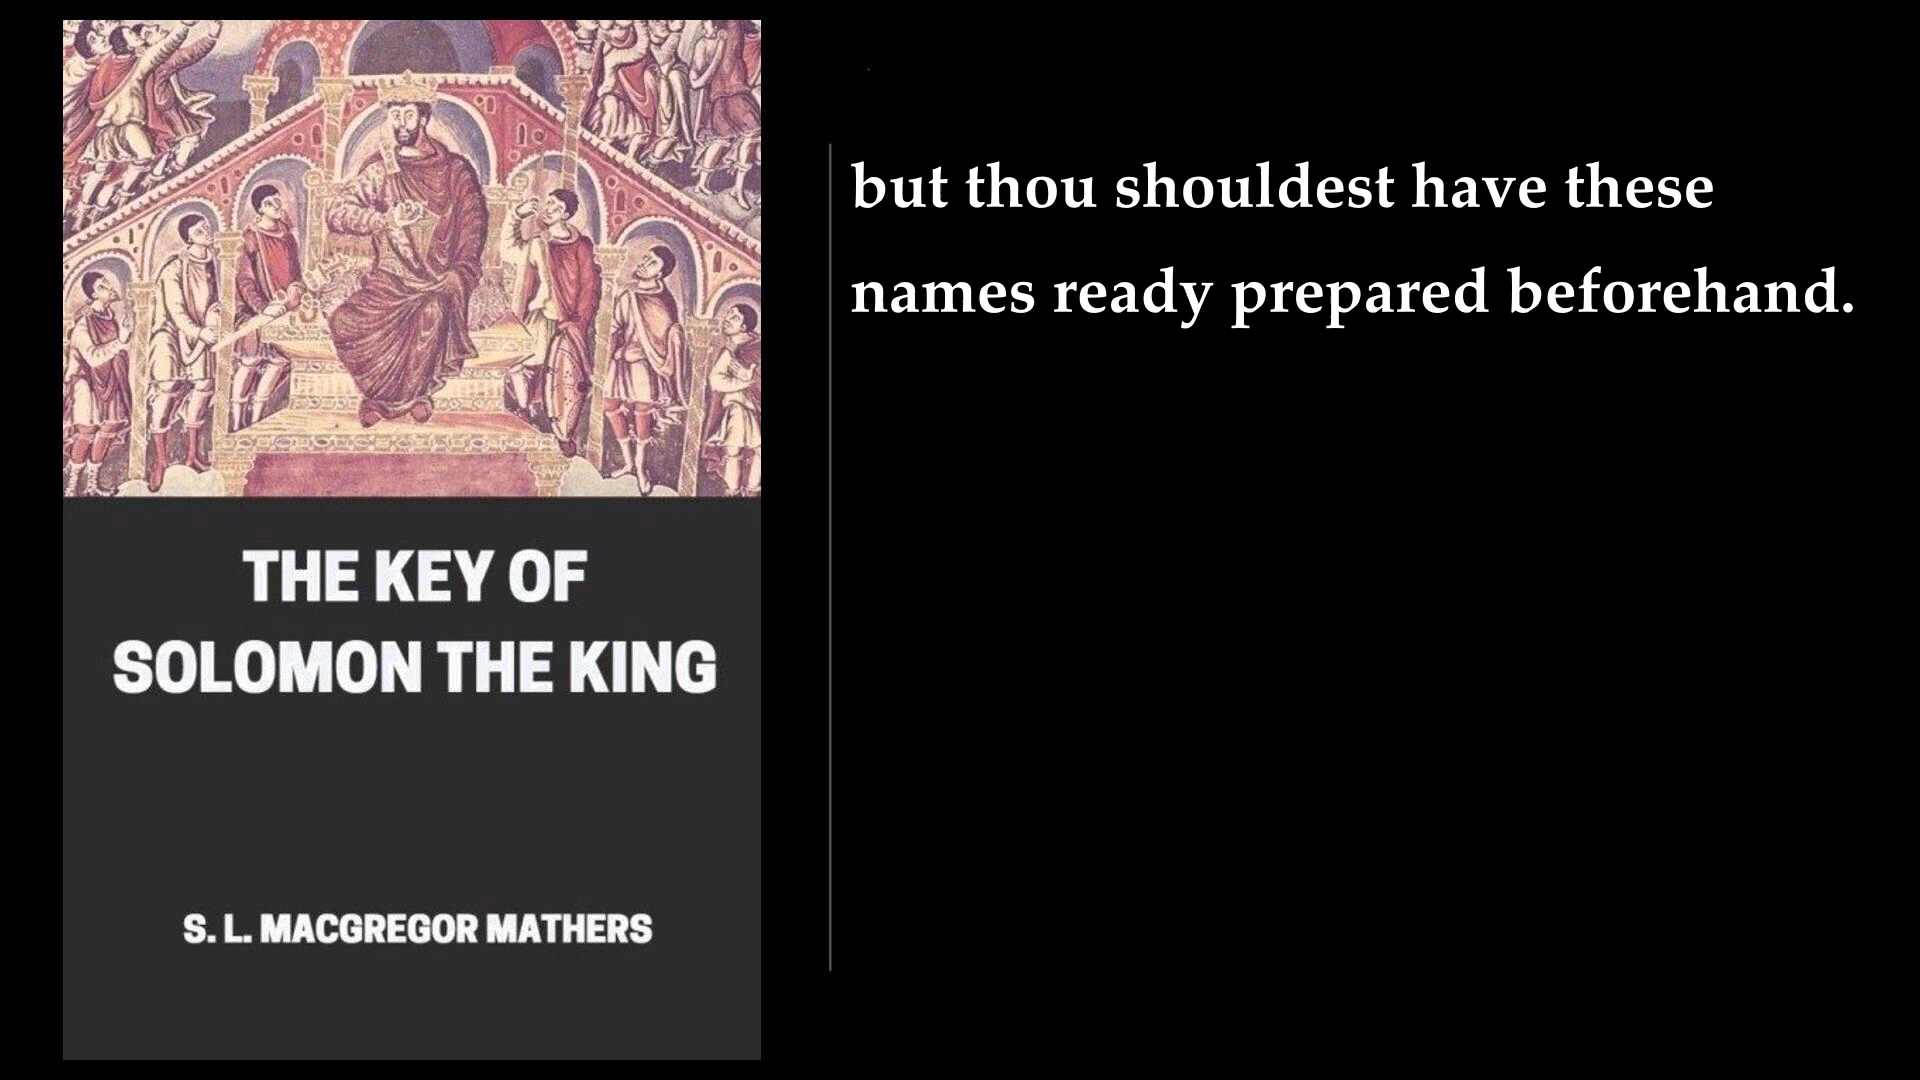 THE KEY OF
SOLOMON THE KING
S. L. MACGREGOR MATHERS
but thou shouldest have these
names ready prepared beforehand.